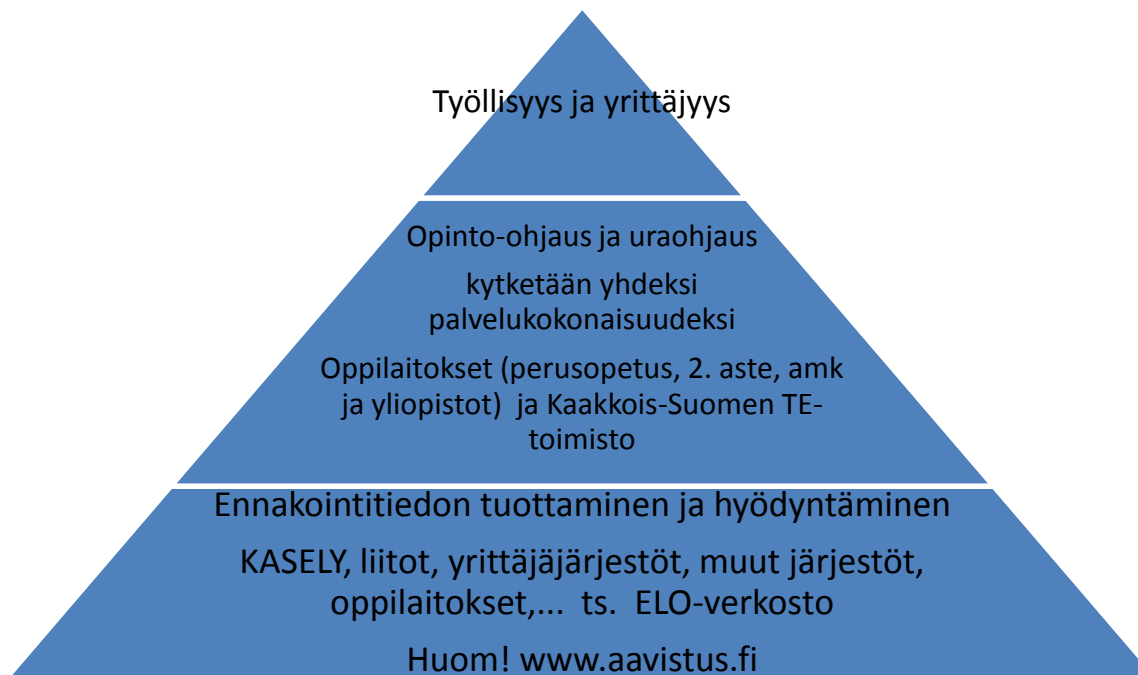 Työllisyys ja yrittäjyys
Opinto-ohjaus ja uraohjaus
kytketään yhdeksi
palvelukokonaisuudeksi
Oppilaitokset (perusopetus, 2. aste, amk
ja yliopistot) ja Kaakkois-Suomen TE-
toimisto
Ennakointitiedon tuottaminen ja hyödyntäminen
KASELY, liitot, yrittäjäjärjestöt, muut järjestöt,
oppilaitokset,... ts. ELO-verkosto
Huom! www.aavistus.fi